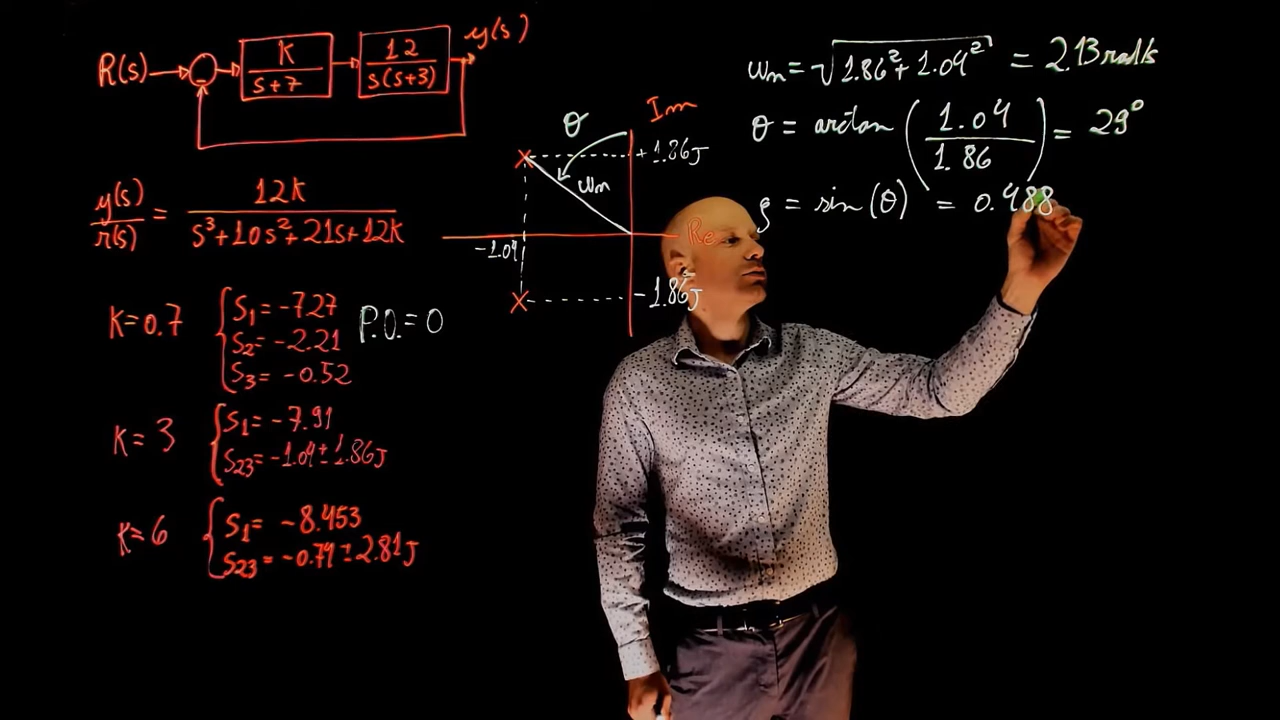 R(s) K/(s+7) 12/(s(s+3)) y(s)
y(s)/r(s) = 12K/(s³+10s²+21s+12K)
K=0.7 { S₁= -7.27
S₂= -2.21
S₃= -0.52
P.O.= 0
K= 3 { S₁= -7.91
S₂₃= -1.04±1.86J
K= 6 { S₁= -8.453
S₂₃= -0.74±2.81J
Im
θ
+1.86J
ωn
Re
-1.04
-1.86J
ωn = √(1.86²+1.04²) = 2.13 rad/s
θ = arctan (1.04/1.86) = 29°
ξ = sin(θ) = 0.488